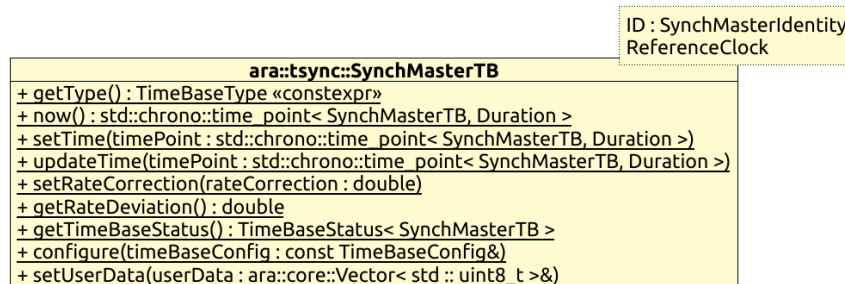 ID : SynchMasterIdentity
ReferenceClock
ara::tsync::SynchMasterTB
+ getType() : TimeBaseType «constexpr»
+ now() : std::chrono::time_point< SynchMasterTB, Duration >
+ setTime(timePoint : std::chrono::time_point< SynchMasterTB, Duration >)
+ updateTime(timePoint : std::chrono::time_point< SynchMasterTB, Duration >)
+ setRateCorrection(rateCorrection : double)
+ getRateDeviation() : double
+ getTimeBaseStatus() : TimeBaseStatus< SynchMasterTB >
+ configure(timeBaseConfig : const TimeBaseConfig&)
+ setUserData(userData : ara::core::Vector< std :: uint8_t >&)